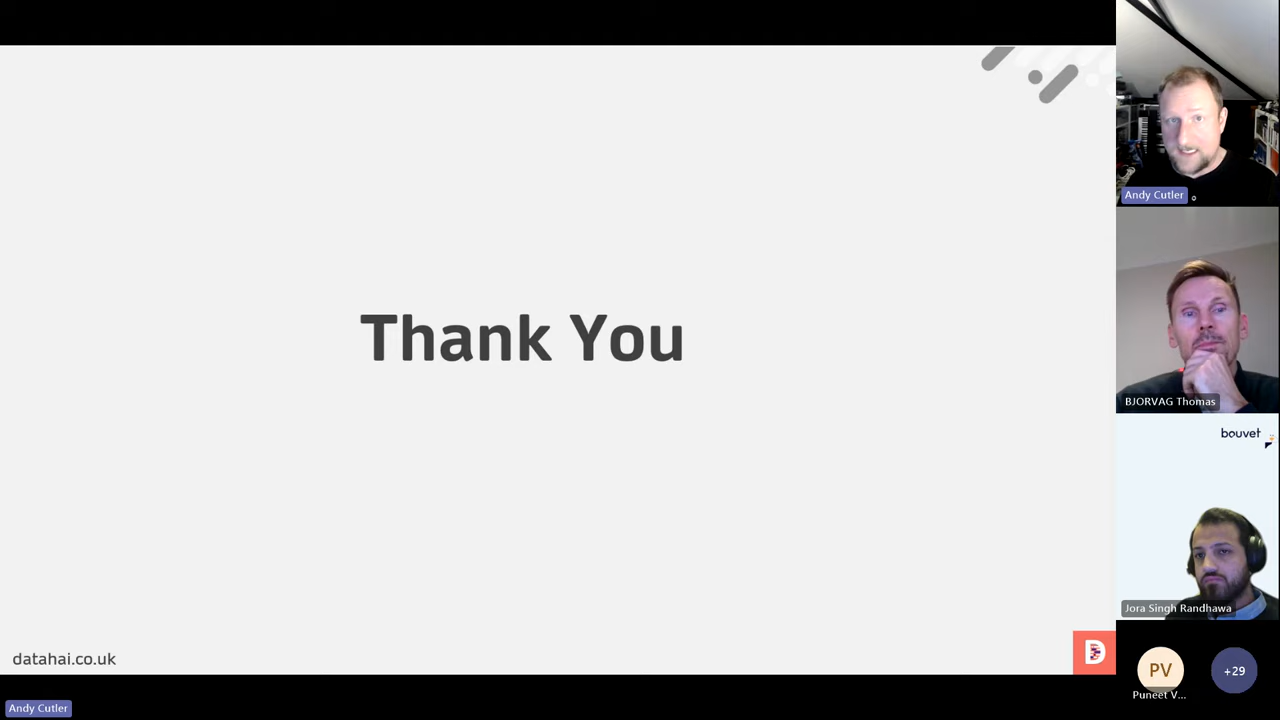 Thank You
datahai.co.uk
D
Andy Cutler
Andy Cutler
BJORVAG Thomas
bouvet
Jora Singh Randhawa
PV
Puneet V...
+29